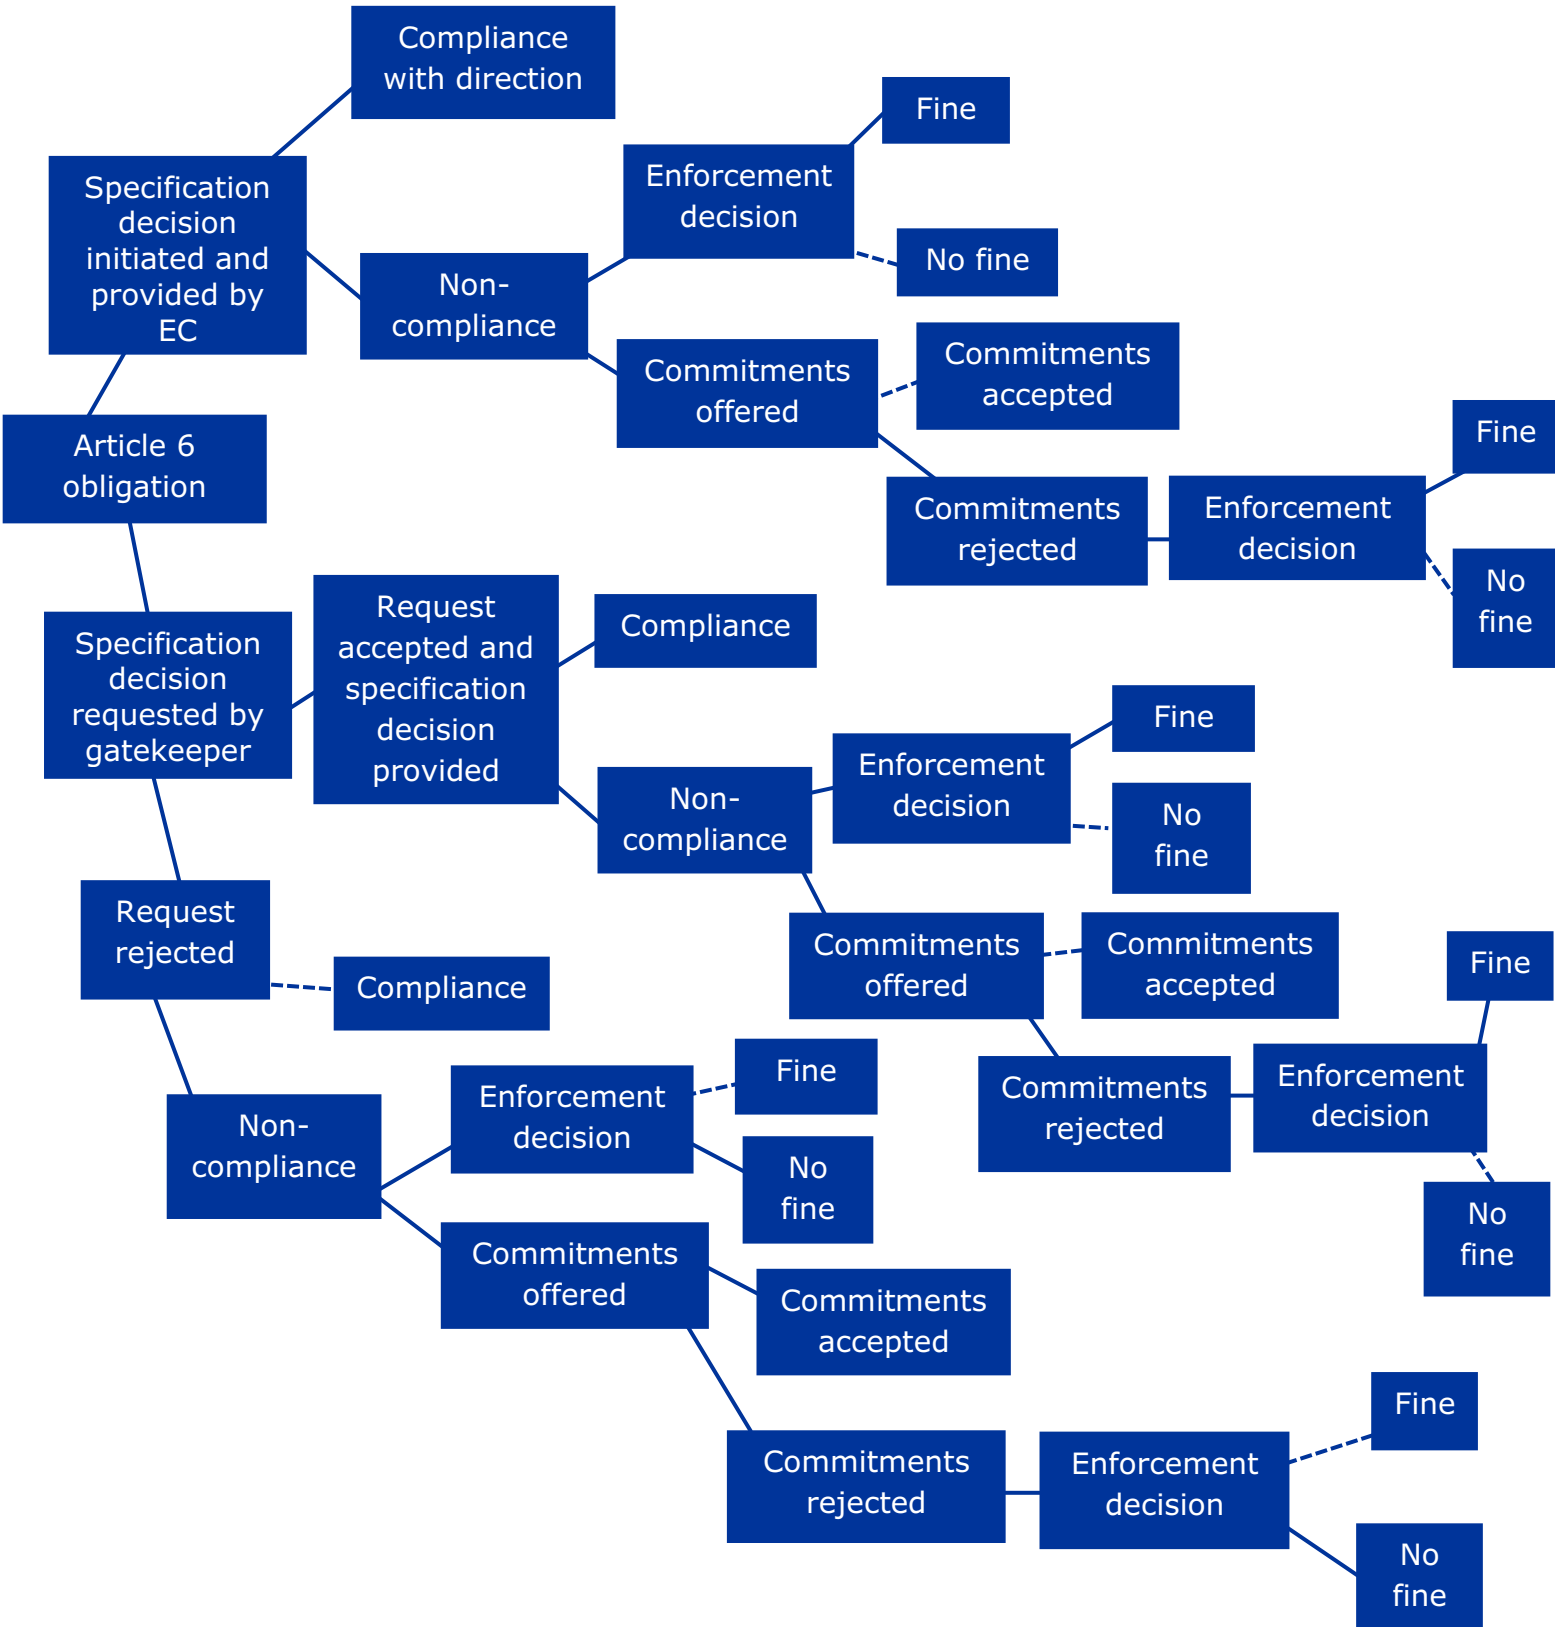 Compliance
with direction
Fine
Enforcement
decision
Specification
decision
initiated and
provided by
EC
No fine
Non-
compliance
Commitments
accepted
Commitments
offered
Fine
Article 6
obligation
Commitments
rejected
Enforcement
decision
No
fine
Request
accepted and
specification
decision
provided
Compliance
Specification
decision
requested by
gatekeeper
Fine
Enforcement
decision
Non-
compliance
No
fine
Request
rejected
Commitments
offered
Commitments
accepted
Fine
Compliance
Fine
Enforcement
decision
Commitments
rejected
Enforcement
decision
Non-
compliance
No
fine
No
fine
Commitments
offered
Commitments
accepted
Fine
Commitments
rejected
Enforcement
decision
No
fine